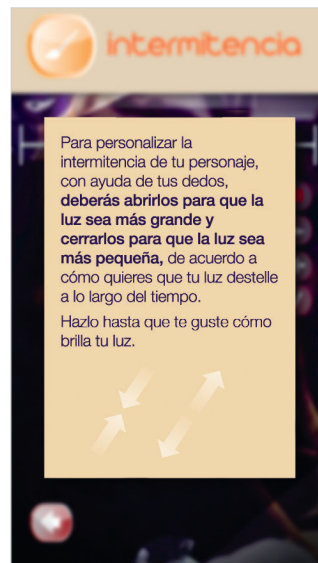 intermitencia
Para personalizar la
intermitencia de tu personaje,
con ayuda de tus dedos,
deberás abrirlos para que la
luz sea más grande y
cerrarlos para que la luz sea
más pequeña, de acuerdo a
cómo quieres que tu luz destelle
a lo largo del tiempo.
Hazlo hasta que te guste cómo
brilla tu luz.